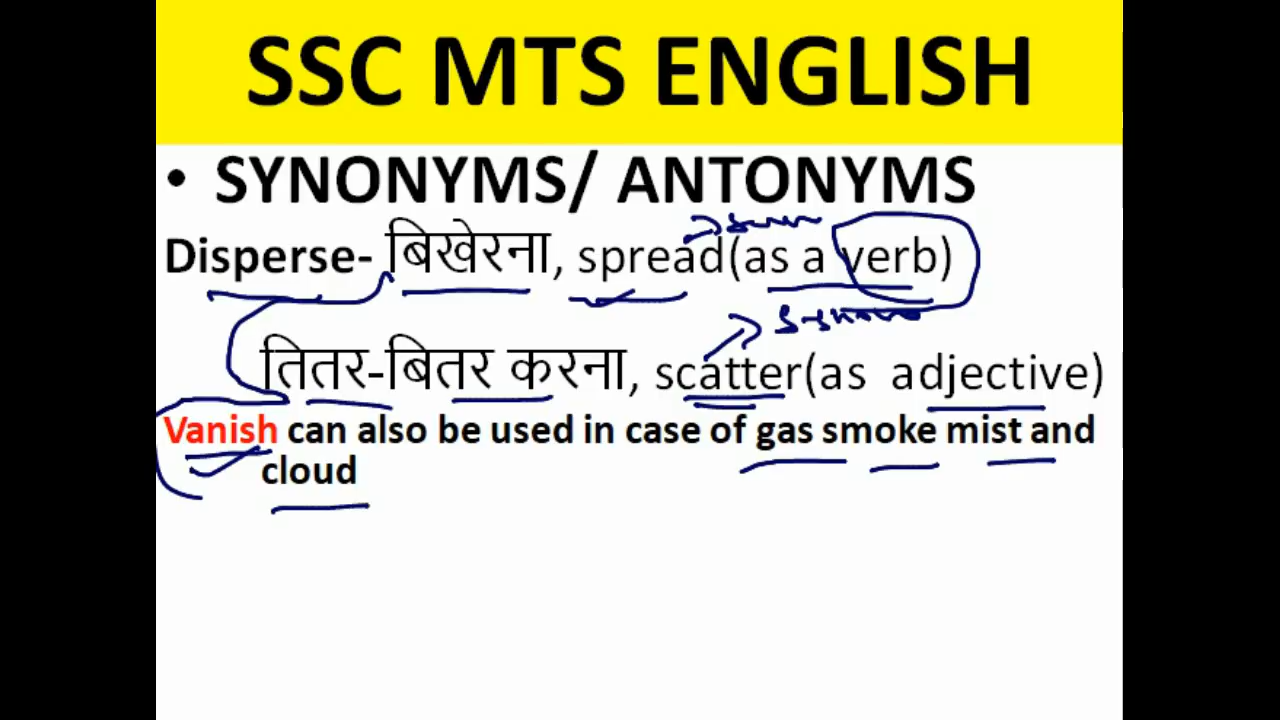 SSC MTS ENGLISH
• SYNONYMS/ ANTONYMS
Disperse- बिखेरना, spread(as a verb)
तितर-बितर करना, scatter(as adjective)
Vanish can also be used in case of gas smoke mist and
cloud